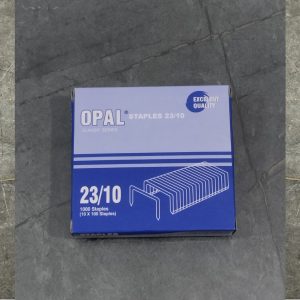 OPAL® STAPLES 23/10
EXCELLENT
QUALITY
23/10
1000 Staples
(10 X 100 Staples)